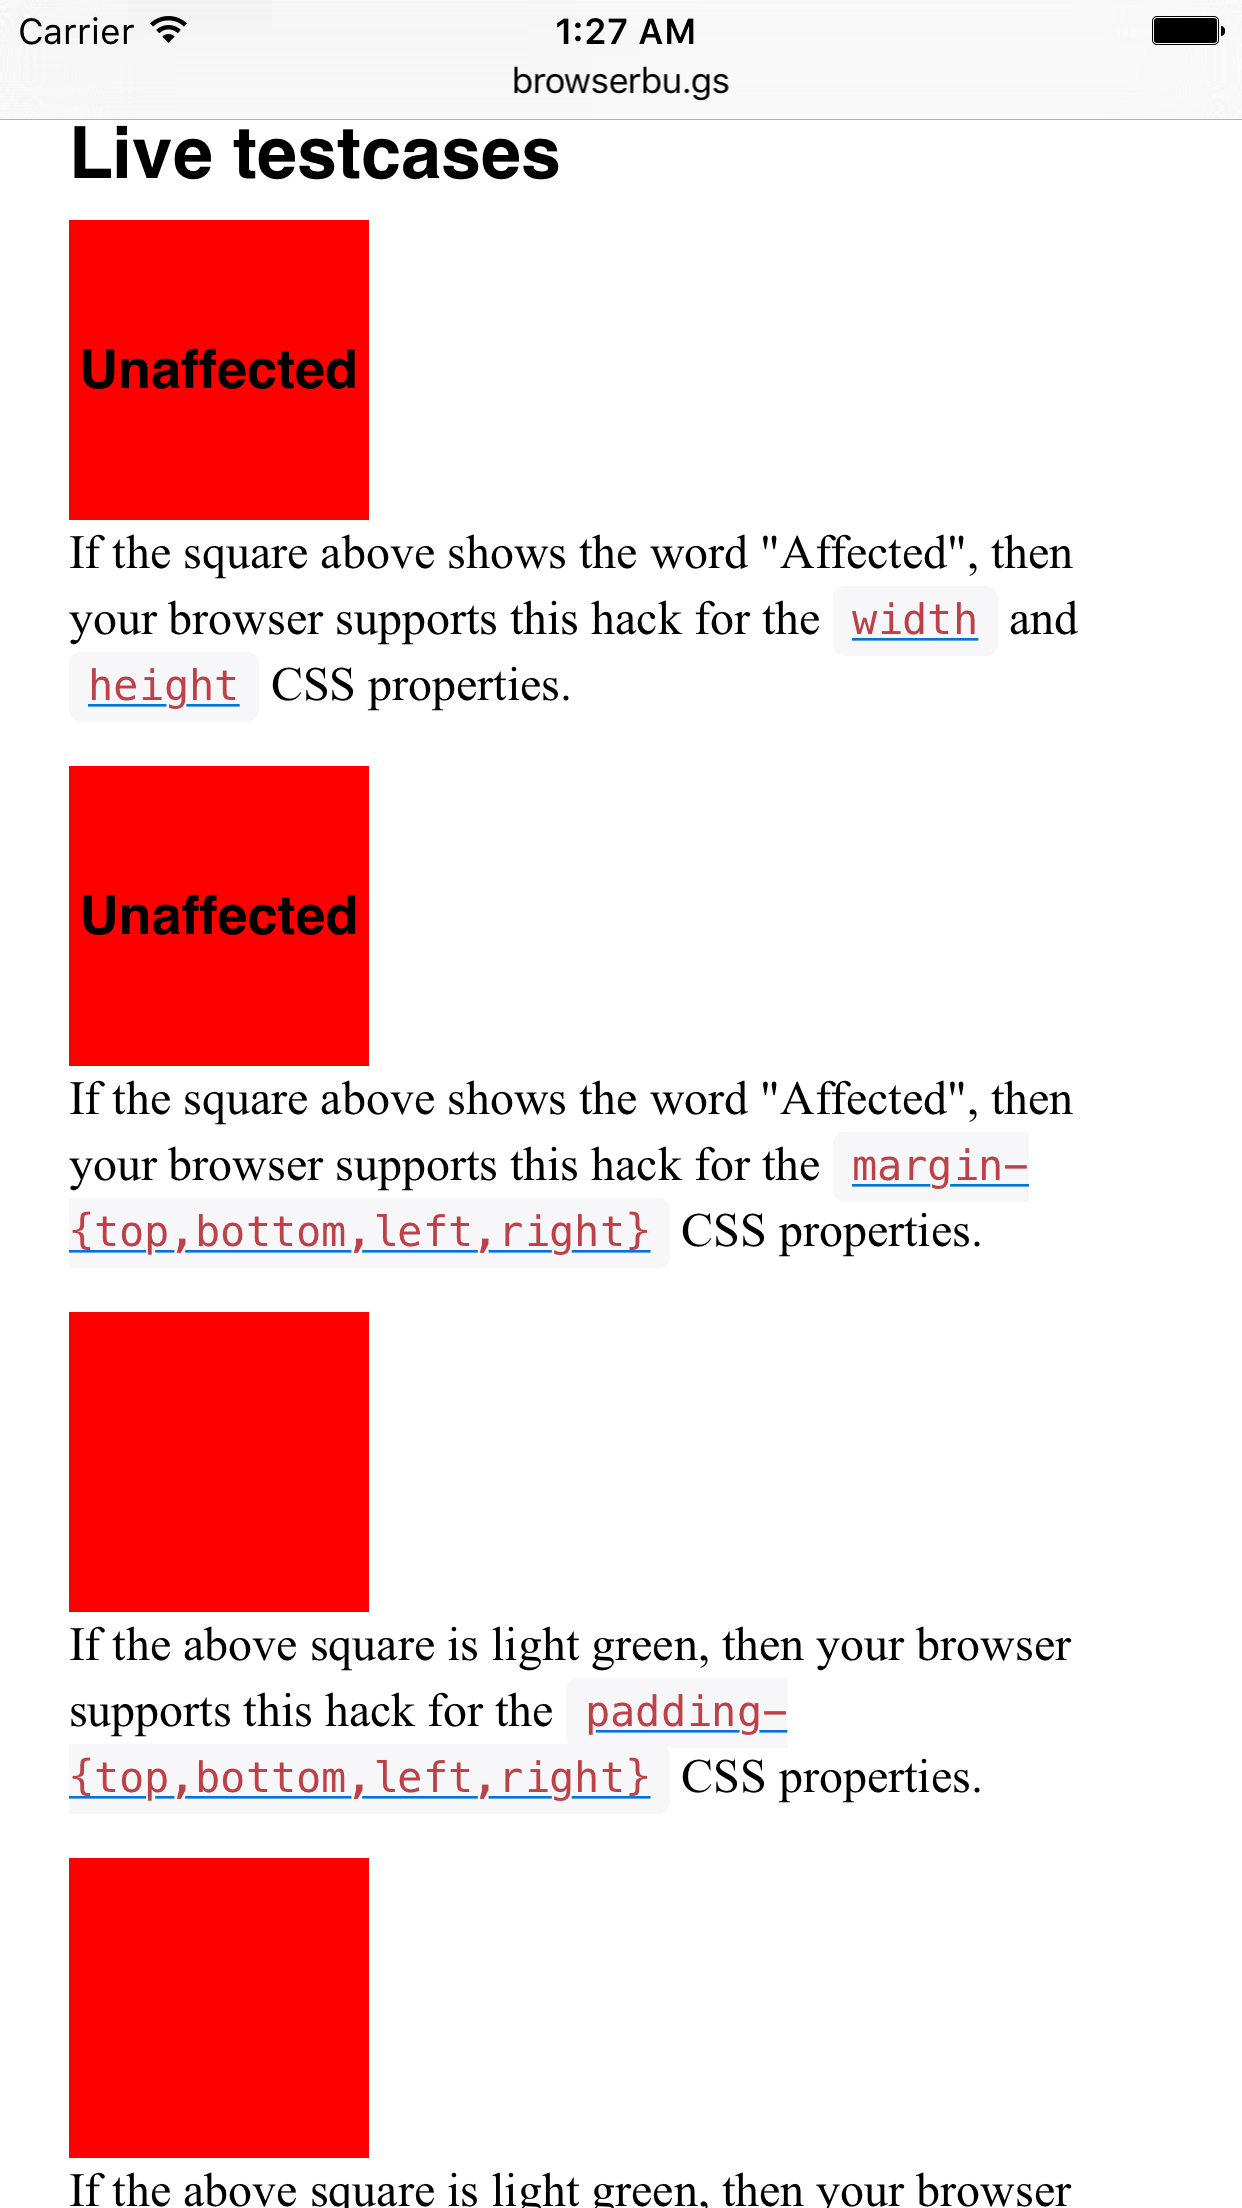 Carrier 1:27 AM
browserbu.gs
Live testcases
Unaffected
If the square above shows the word "Affected", then
your browser supports this hack for the width and
height CSS properties.
Unaffected
If the square above shows the word "Affected", then
your browser supports this hack for the margin-
{top,bottom,left,right} CSS properties.
If the above square is light green, then your browser
supports this hack for the padding-
{top,bottom,left,right} CSS properties.
If the above square is light green, then your browser